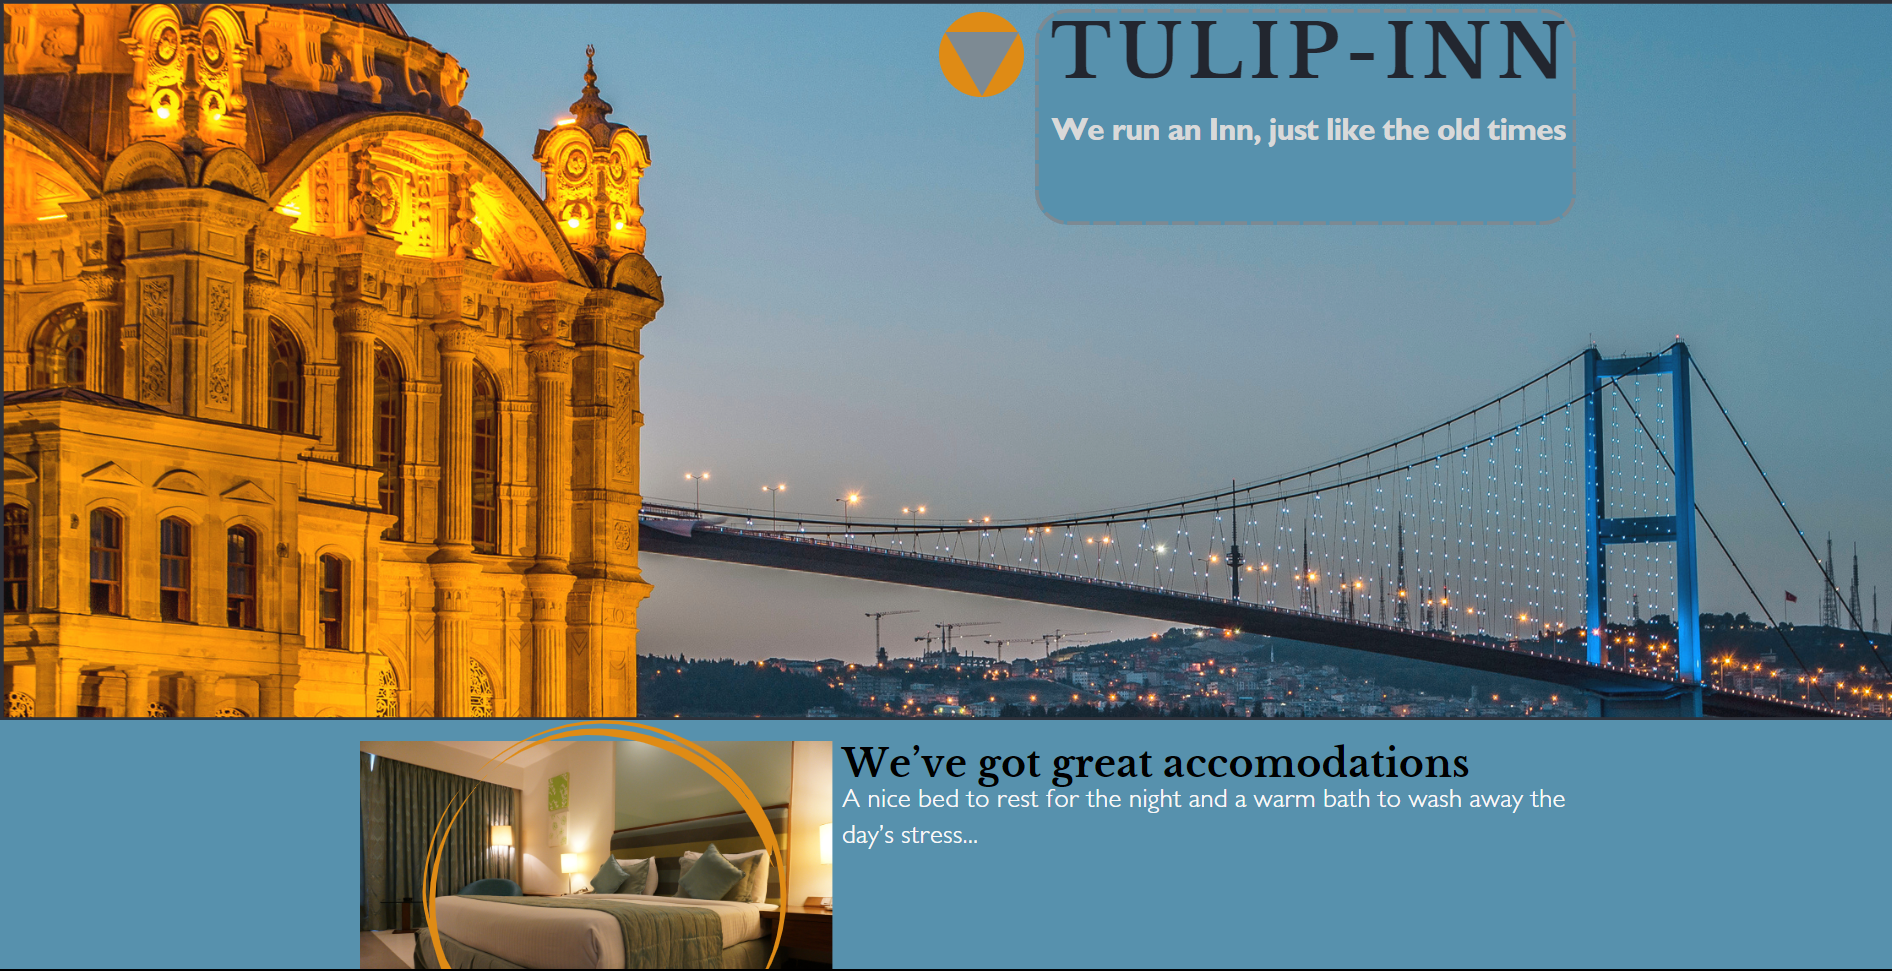 TULIP-INN
We run an Inn, just like the old times
We’ve got great accomodations
A nice bed to rest for the night and a warm bath to wash away the
day’s stress...